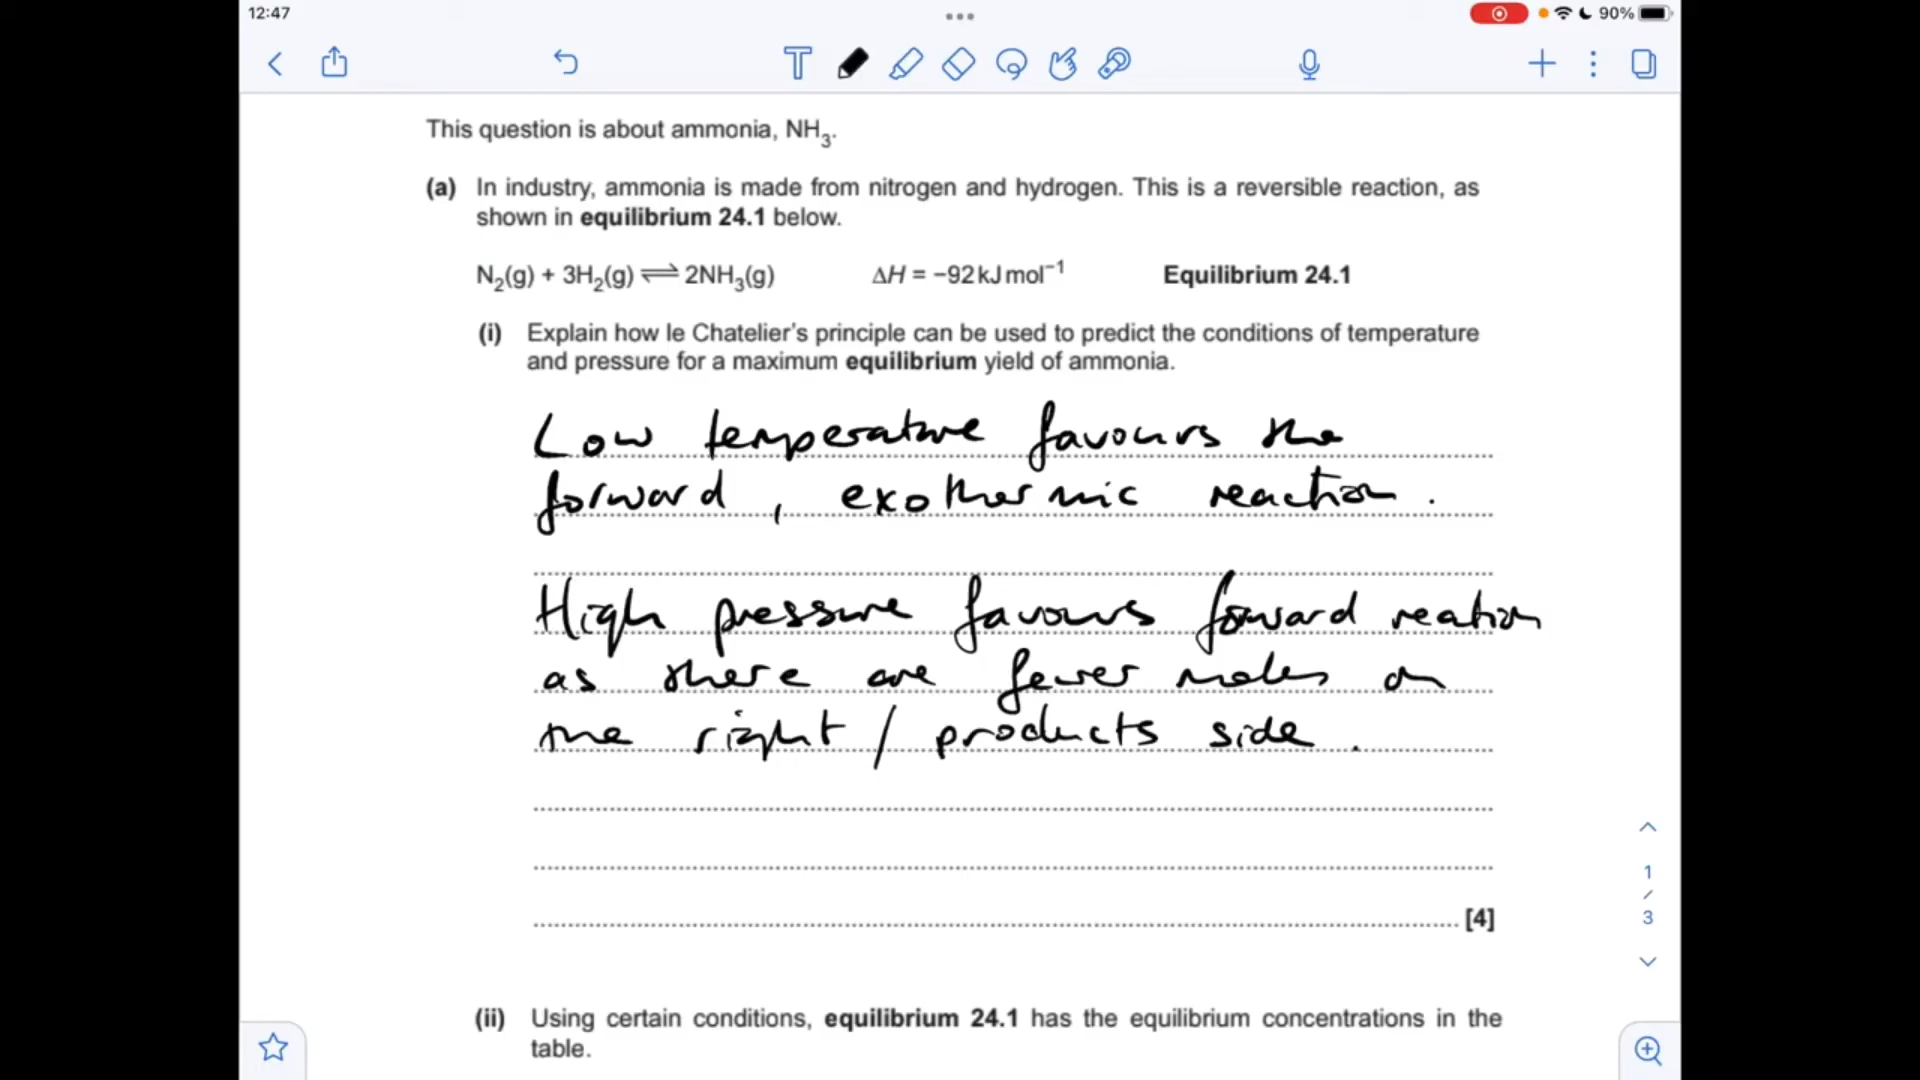 12:47
90%
This question is about ammonia, NH₃.
(a) In industry, ammonia is made from nitrogen and hydrogen. This is a reversible reaction, as
shown in equilibrium 24.1 below.
N₂(g) + 3H₂(g) ⇌ 2NH₃(g) ΔH = −92 kJ mol⁻¹ Equilibrium 24.1
(i) Explain how le Chatelier's principle can be used to predict the conditions of temperature
and pressure for a maximum equilibrium yield of ammonia.
Low temperature favours the
forward, exothermic reaction.
High pressure favours forward reation
as there are fewer moles on
the right / products side.
[4]
1
/
3
(ii) Using certain conditions, equilibrium 24.1 has the equilibrium concentrations in the
table.